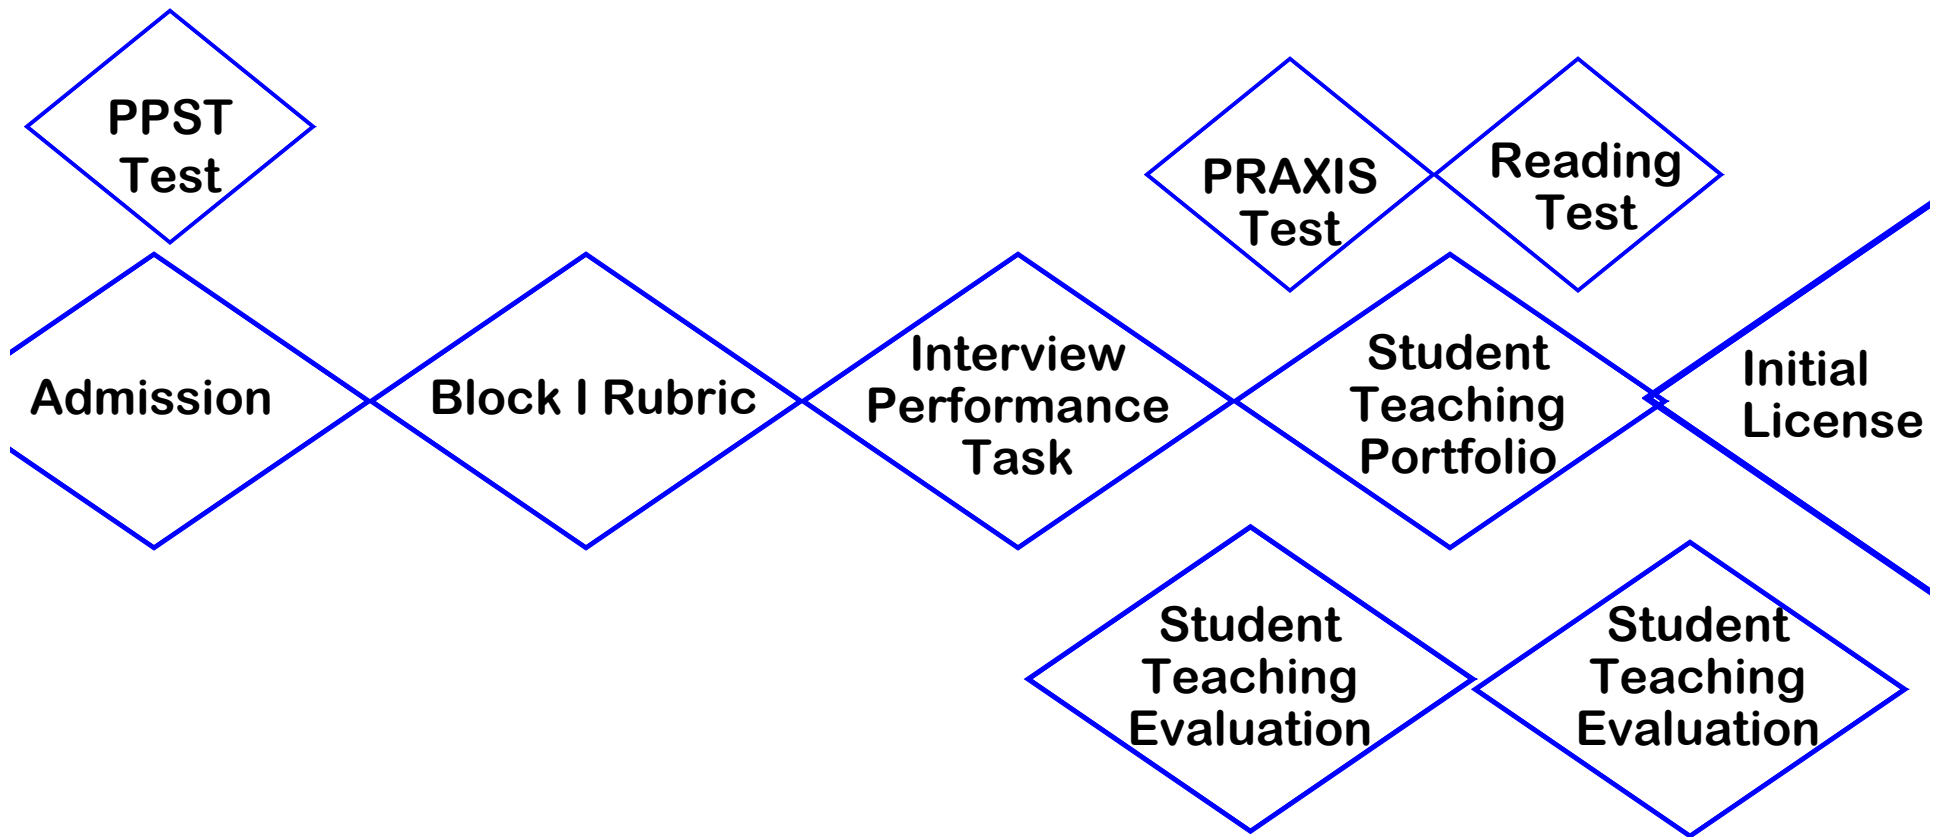 PPST
Test
PRAXIS
Test
Reading
Test
Admission
Block I Rubric
Interview
Performance
Task
Student
Teaching
Portfolio
Initial
License
Student
Teaching
Evaluation
Student
Teaching
Evaluation